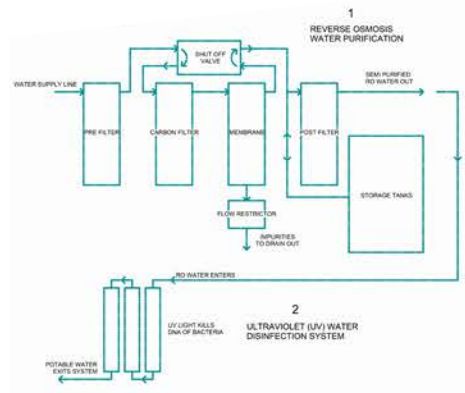 1
REVERSE OSMOSIS
WATER PURIFICATION
SHUT OFF
VALVE
SEMI PURIFIED
RO WATER OUT
WATER SUPPLY LINE
PRE FILTER
CARBON FILTER
MEMBRANE
POST FILTER
STORAGE TANKS
FLOW RESTRICTOR
IMPURITIES
TO DRAIN OUT
RO WATER ENTERS
2
ULTRAVIOLET (UV) WATER
DISINFECTION SYSTEM
UV LIGHT KILLS
DNA OF BACTERIA
POTABLE WATER
EXITS SYSTEM